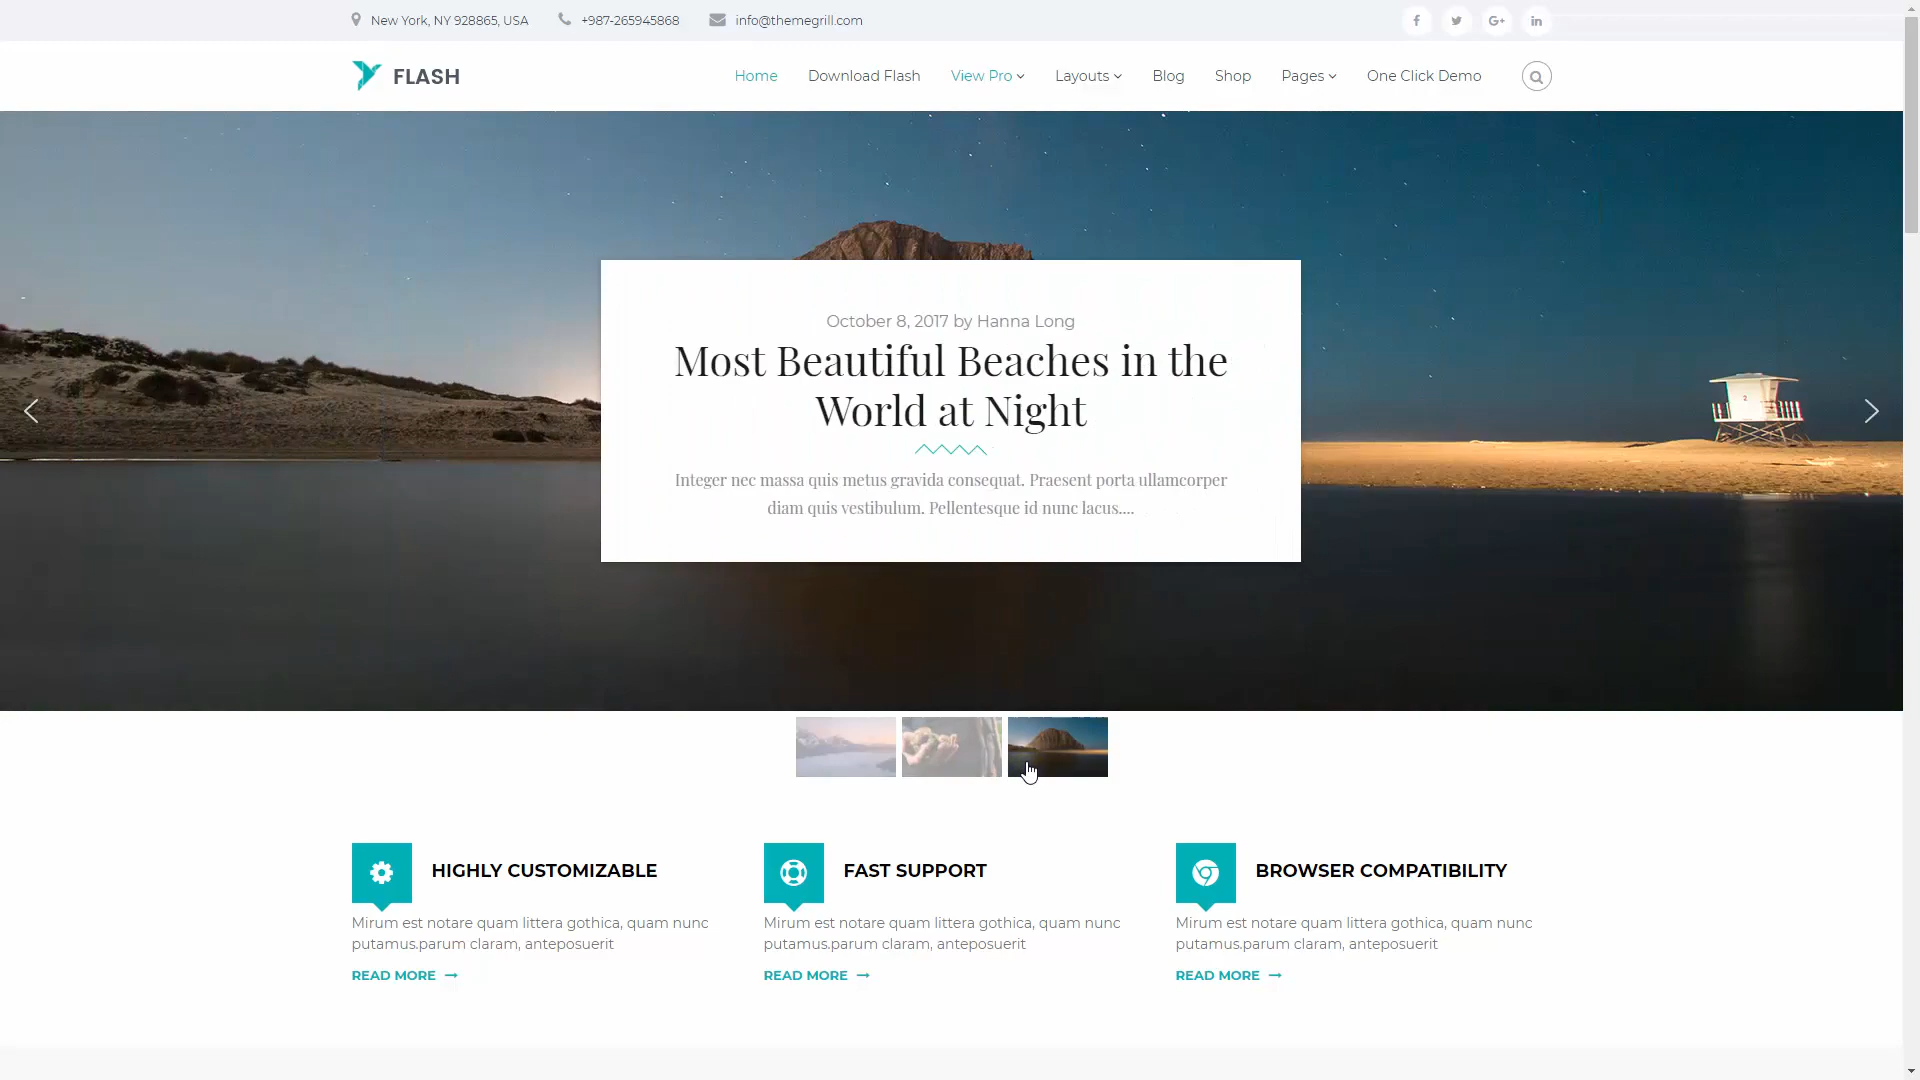 New York, NY 928865, USA +987-265945868 info@themegrill.com
FLASH
Home Download Flash View Pro Layouts Blog Shop Pages One Click Demo
October 8, 2017 by Hanna Long
Most Beautiful Beaches in the
World at Night
Integer nec massa quis metus gravida consequat. Praesent porta ullamcorper
diam quis vestibulum. Pellentesque id nunc lacus....
2
HIGHLY CUSTOMIZABLE
Mirum est notare quam littera gothica, quam nunc
putamus.parum claram, anteposuerit
READ MORE
FAST SUPPORT
Mirum est notare quam littera gothica, quam nunc
putamus.parum claram, anteposuerit
READ MORE
BROWSER COMPATIBILITY
Mirum est notare quam littera gothica, quam nunc
putamus.parum claram, anteposuerit
READ MORE